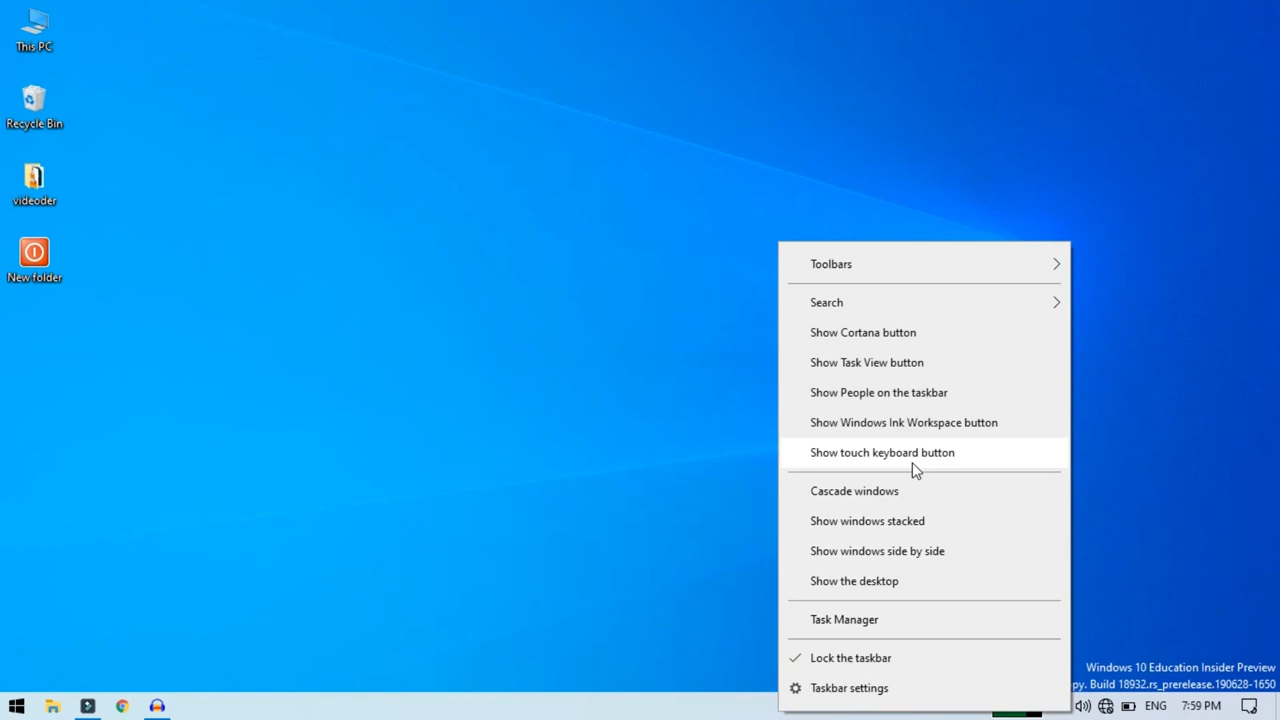 This PC
Recycle Bin
videoder
New folder
Toolbars
Search
Show Cortana button
Show Task View button
Show People on the taskbar
Show Windows Ink Workspace button
Show touch keyboard button
Cascade windows
Show windows stacked
Show windows side by side
Show the desktop
Task Manager
Lock the taskbar
Taskbar settings
Windows 10 Education Insider Preview
py. Build 18932.rs_prerelease.190628-1650
ENG 7:59 PM